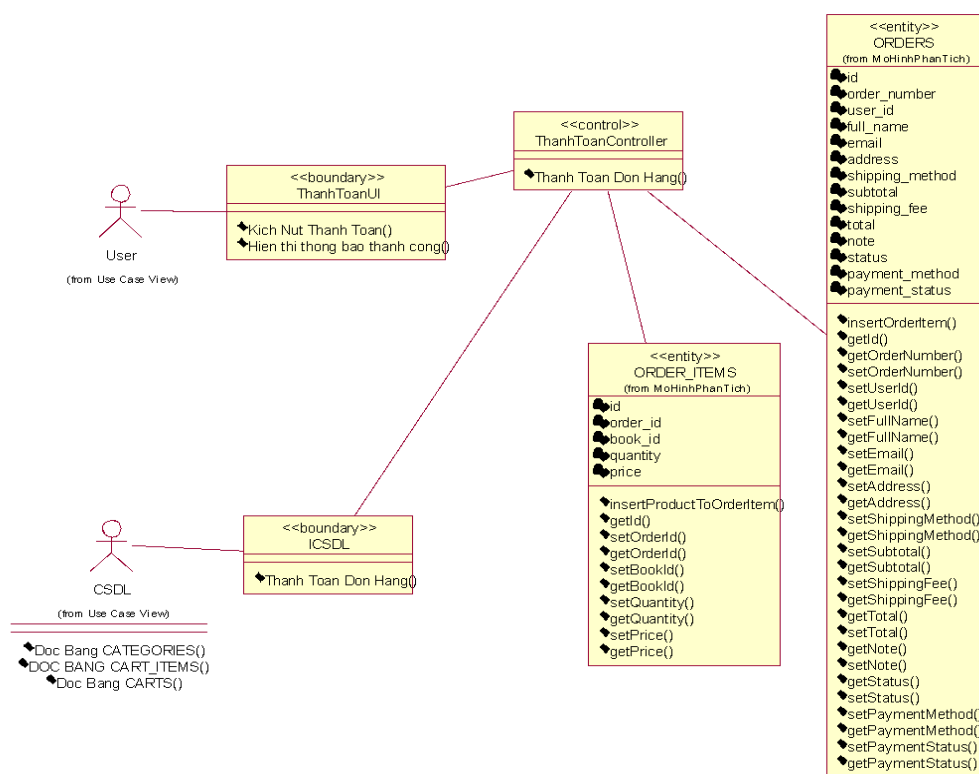 <<entity>>
ORDERS
(from MoHinhPhanTich)
id
order_number
user_id
full_name
email
address
shipping_method
subtotal
shipping_fee
total
note
status
payment_method
payment_status
insertOrderItem()
getId()
getOrderNumber()
setOrderNumber()
setUserId()
getUserId()
setFullName()
getFullName()
setEmail()
getEmail()
setAddress()
getAddress()
setShippingMethod()
getShippingMethod()
setSubtotal()
getSubtotal()
setShippingFee()
getShippingFee()
getTotal()
setTotal()
getNote()
setNote()
getStatus()
setStatus()
setPaymentMethod()
getPaymentMethod()
setPaymentStatus()
getPaymentStatus()
<<control>>
ThanhToanController
Thanh Toan Don Hang()
<<boundary>>
ThanhToanUI
Kich Nut Thanh Toan()
Hien thi thong bao thanh cong()
User
(from Use Case View)
<<entity>>
ORDER_ITEMS
(from MoHinhPhanTich)
id
order_id
book_id
quantity
price
insertProductToOrderItem()
getId()
setOrderId()
getOrderId()
setBookId()
getBookId()
setQuantity()
getQuantity()
setPrice()
getPrice()
<<boundary>>
ICSDL
Thanh Toan Don Hang()
CSDL
(from Use Case View)
Doc Bang CATEGORIES()
DOC BANG CART_ITEMS()
Doc Bang CARTS()